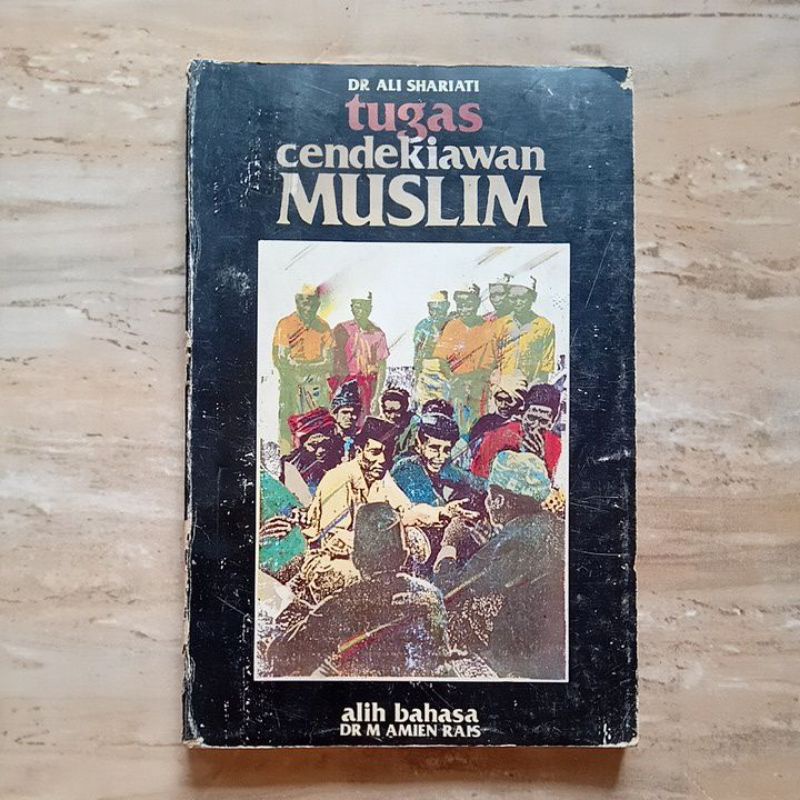 DR ALI SHARIATI
tugas
cendekiawan
MUSLIM
alih bahasa
DR M AMIEN RAIS